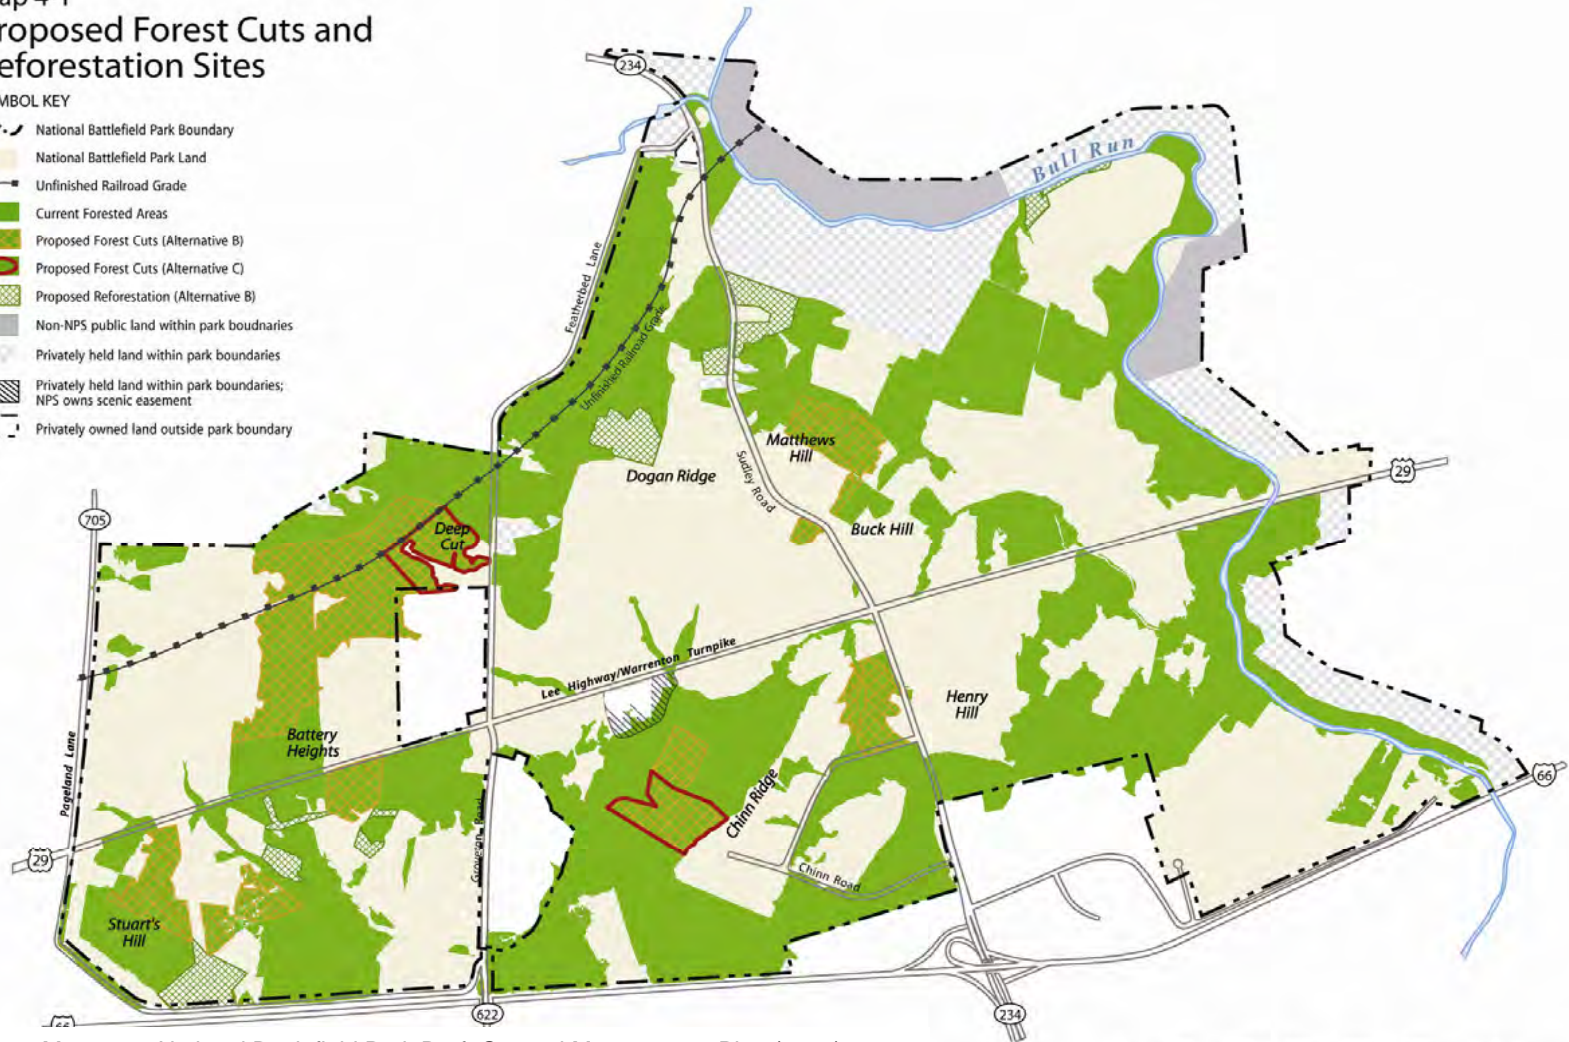 roposed Forest Cuts and
eforestation Sites
MBOL KEY
National Battlefield Park Boundary
National Battlefield Park Land
Unfinished Railroad Grade
Current Forested Areas
Proposed Forest Cuts (Alternative B)
Proposed Forest Cuts (Alternative C)
Proposed Reforestation (Alternative B)
Non-NPS public land within park boudnaries
Privately held land within park boundaries
Privately held land within park boundaries;
NPS owns scenic easement
Privately owned land outside park boundary
234
Bull Run
Featherbed Lane
Unfinished Railroad Grade
Matthews
Hill
Dogan Ridge
Sudley Road
29
705
Deep
Cut
Buck Hill
Lee Highway/Warrenton Turnpike
Henry
Hill
Battery
Heights
Pageland Lane
66
Chinn Ridge
Groveton Road
29
Chinn Road
Stuart's
Hill
622
234
66